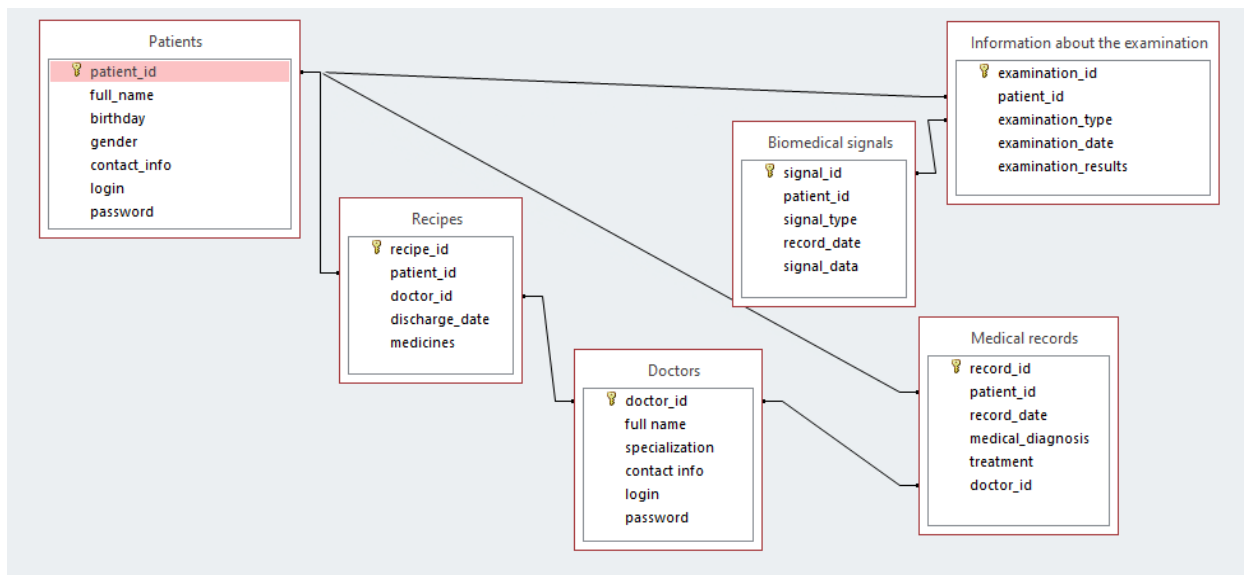 Patients
patient_id
full_name
birthday
gender
contact_info
login
password
Recipes
recipe_id
patient_id
doctor_id
discharge_date
medicines
Doctors
doctor_id
full name
specialization
contact info
login
password
Biomedical signals
signal_id
patient_id
signal_type
record_date
signal_data
Information about the examination
examination_id
patient_id
examination_type
examination_date
examination_results
Medical records
record_id
patient_id
record_date
medical_diagnosis
treatment
doctor_id